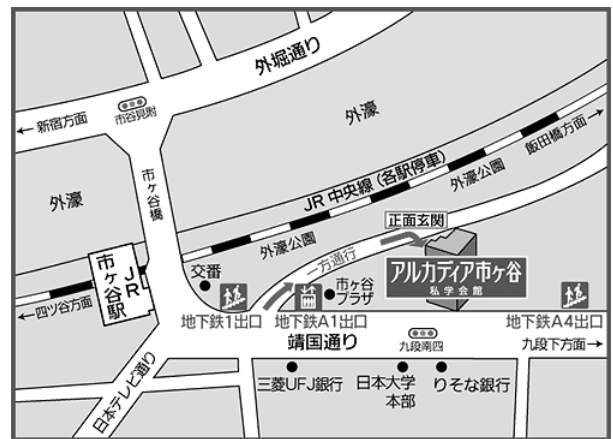 外堀通り
←新宿方面
市谷見附
外濠
飯田橋方面→
市ヶ谷橋
JR中央線(各駅停車)
外濠公園
外濠
正面玄関
外濠公園
一方通行
JR
市ヶ谷駅
交番
市ヶ谷
プラザ
アルカディア市ヶ谷
私学会館
←四ツ谷方面
地下鉄1出口
地下鉄A1出口
地下鉄A4出口
靖国通り
九段南四
九段下方面→
日本テレビ通り
三菱UFJ銀行
日本大学
本部
りそな銀行